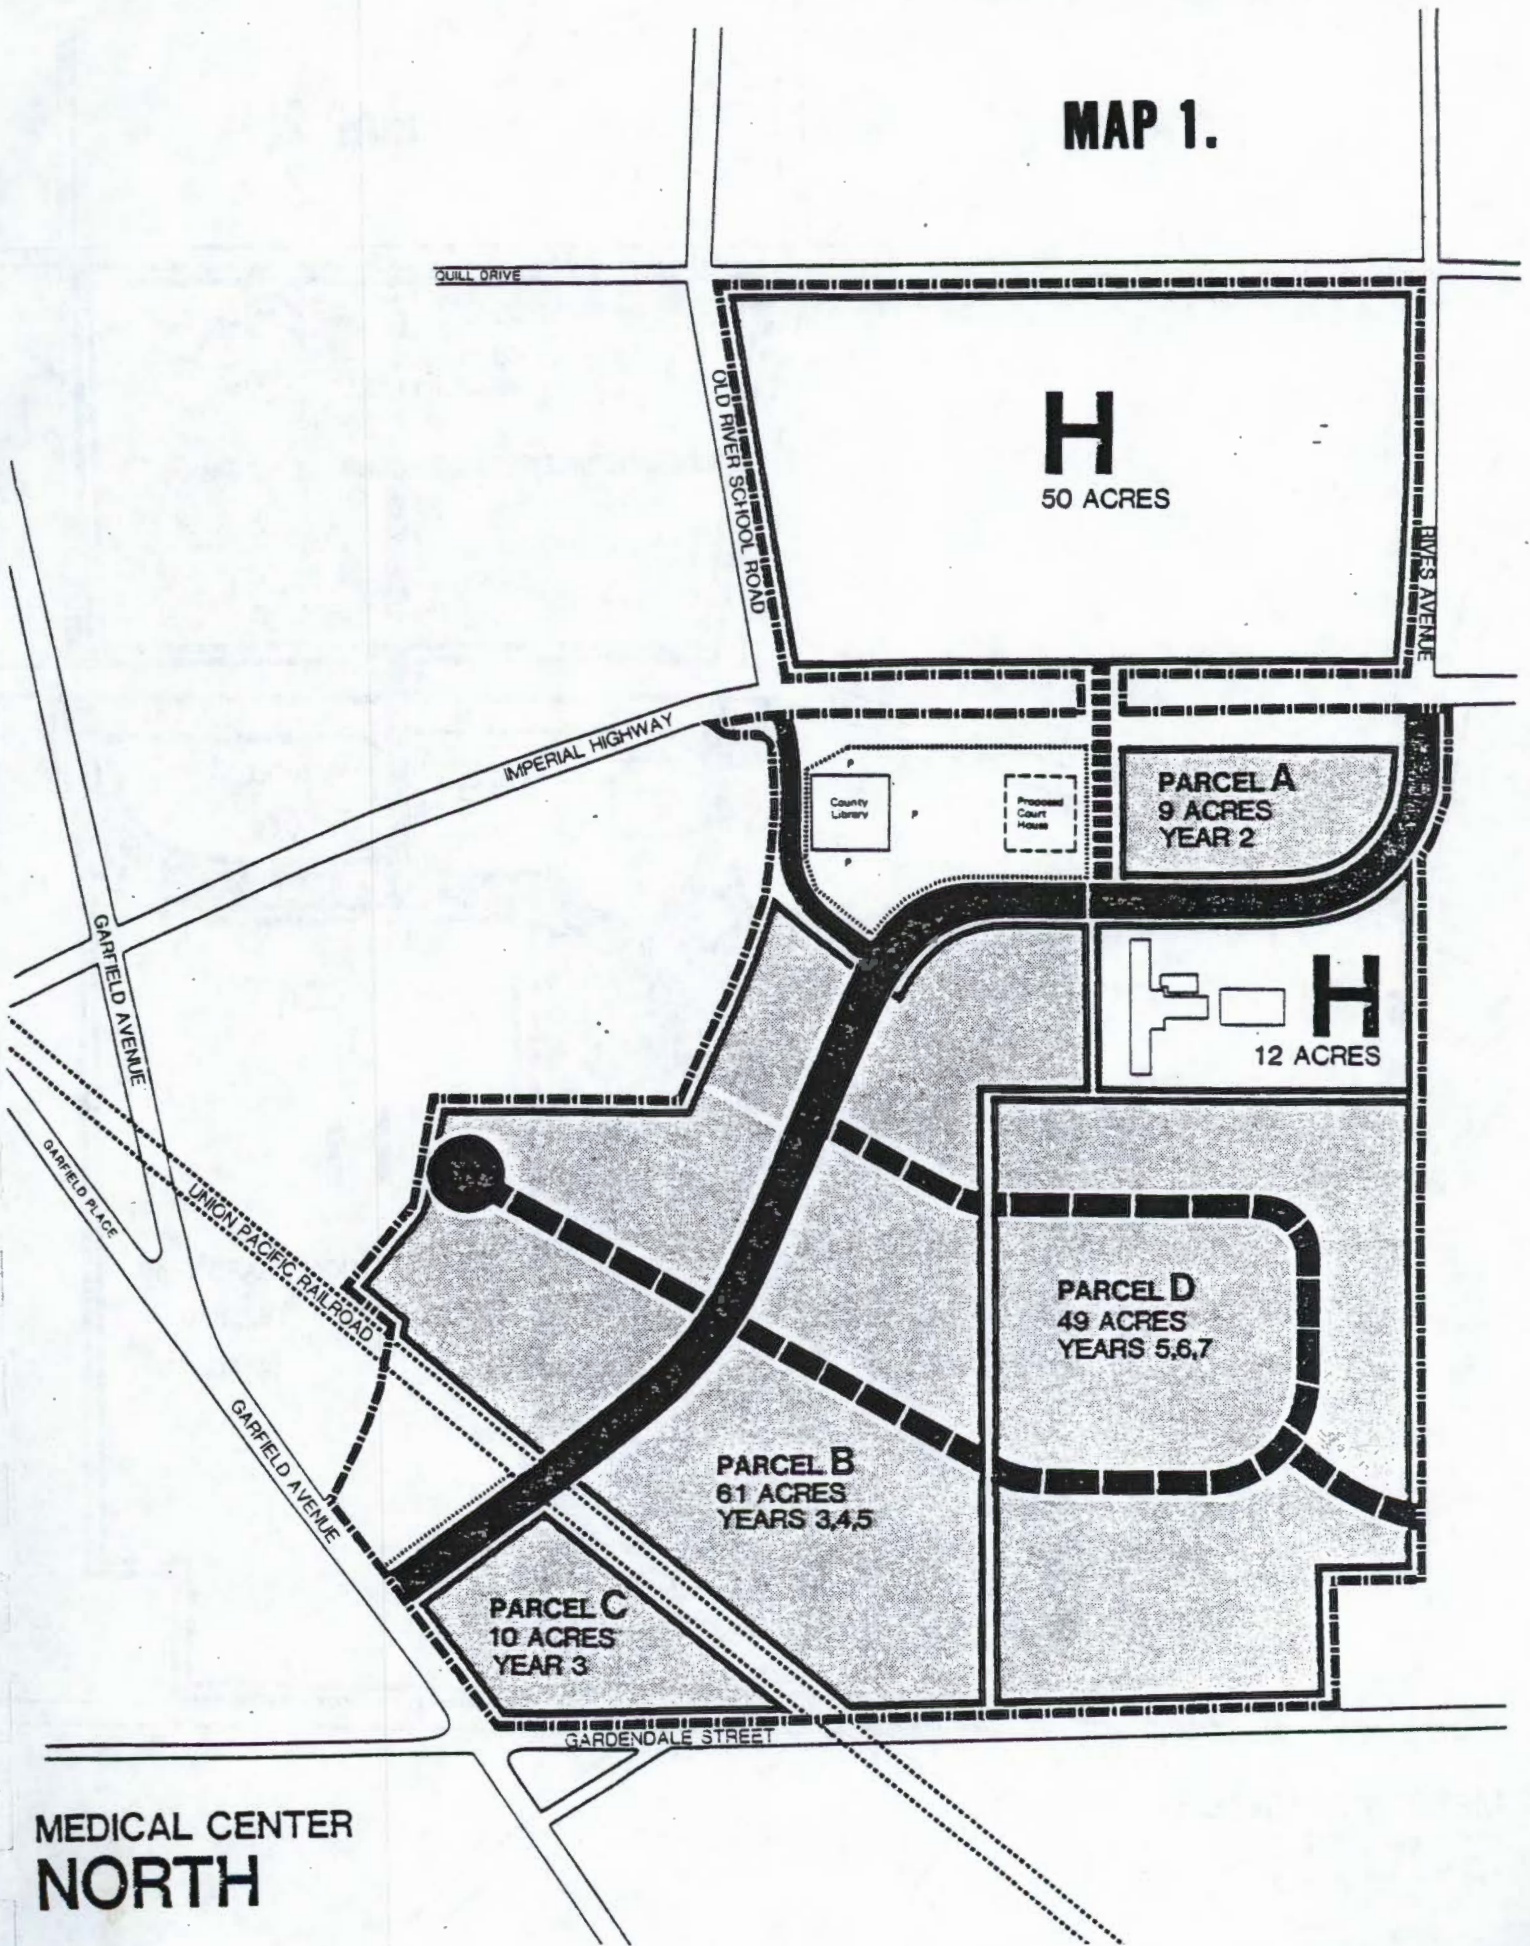 MAP 1.
QUILL DRIVE
OLD RIVER SCHOOL ROAD
H
50 ACRES
RIVES AVENUE
IMPERIAL HIGHWAY
P
County
Library
P
P
Proposed
Court
House
PARCEL A
9 ACRES
YEAR 2
GARFIELD AVENUE
H
12 ACRES
GARFIELD PLACE
UNION PACIFIC RAILROAD
PARCEL D
49 ACRES
YEARS 5,6,7
GARFIELD AVENUE
PARCEL B
61 ACRES
YEARS 3,4,5
PARCEL C
10 ACRES
YEAR 3
GARDENDALE STREET
MEDICAL CENTER
NORTH